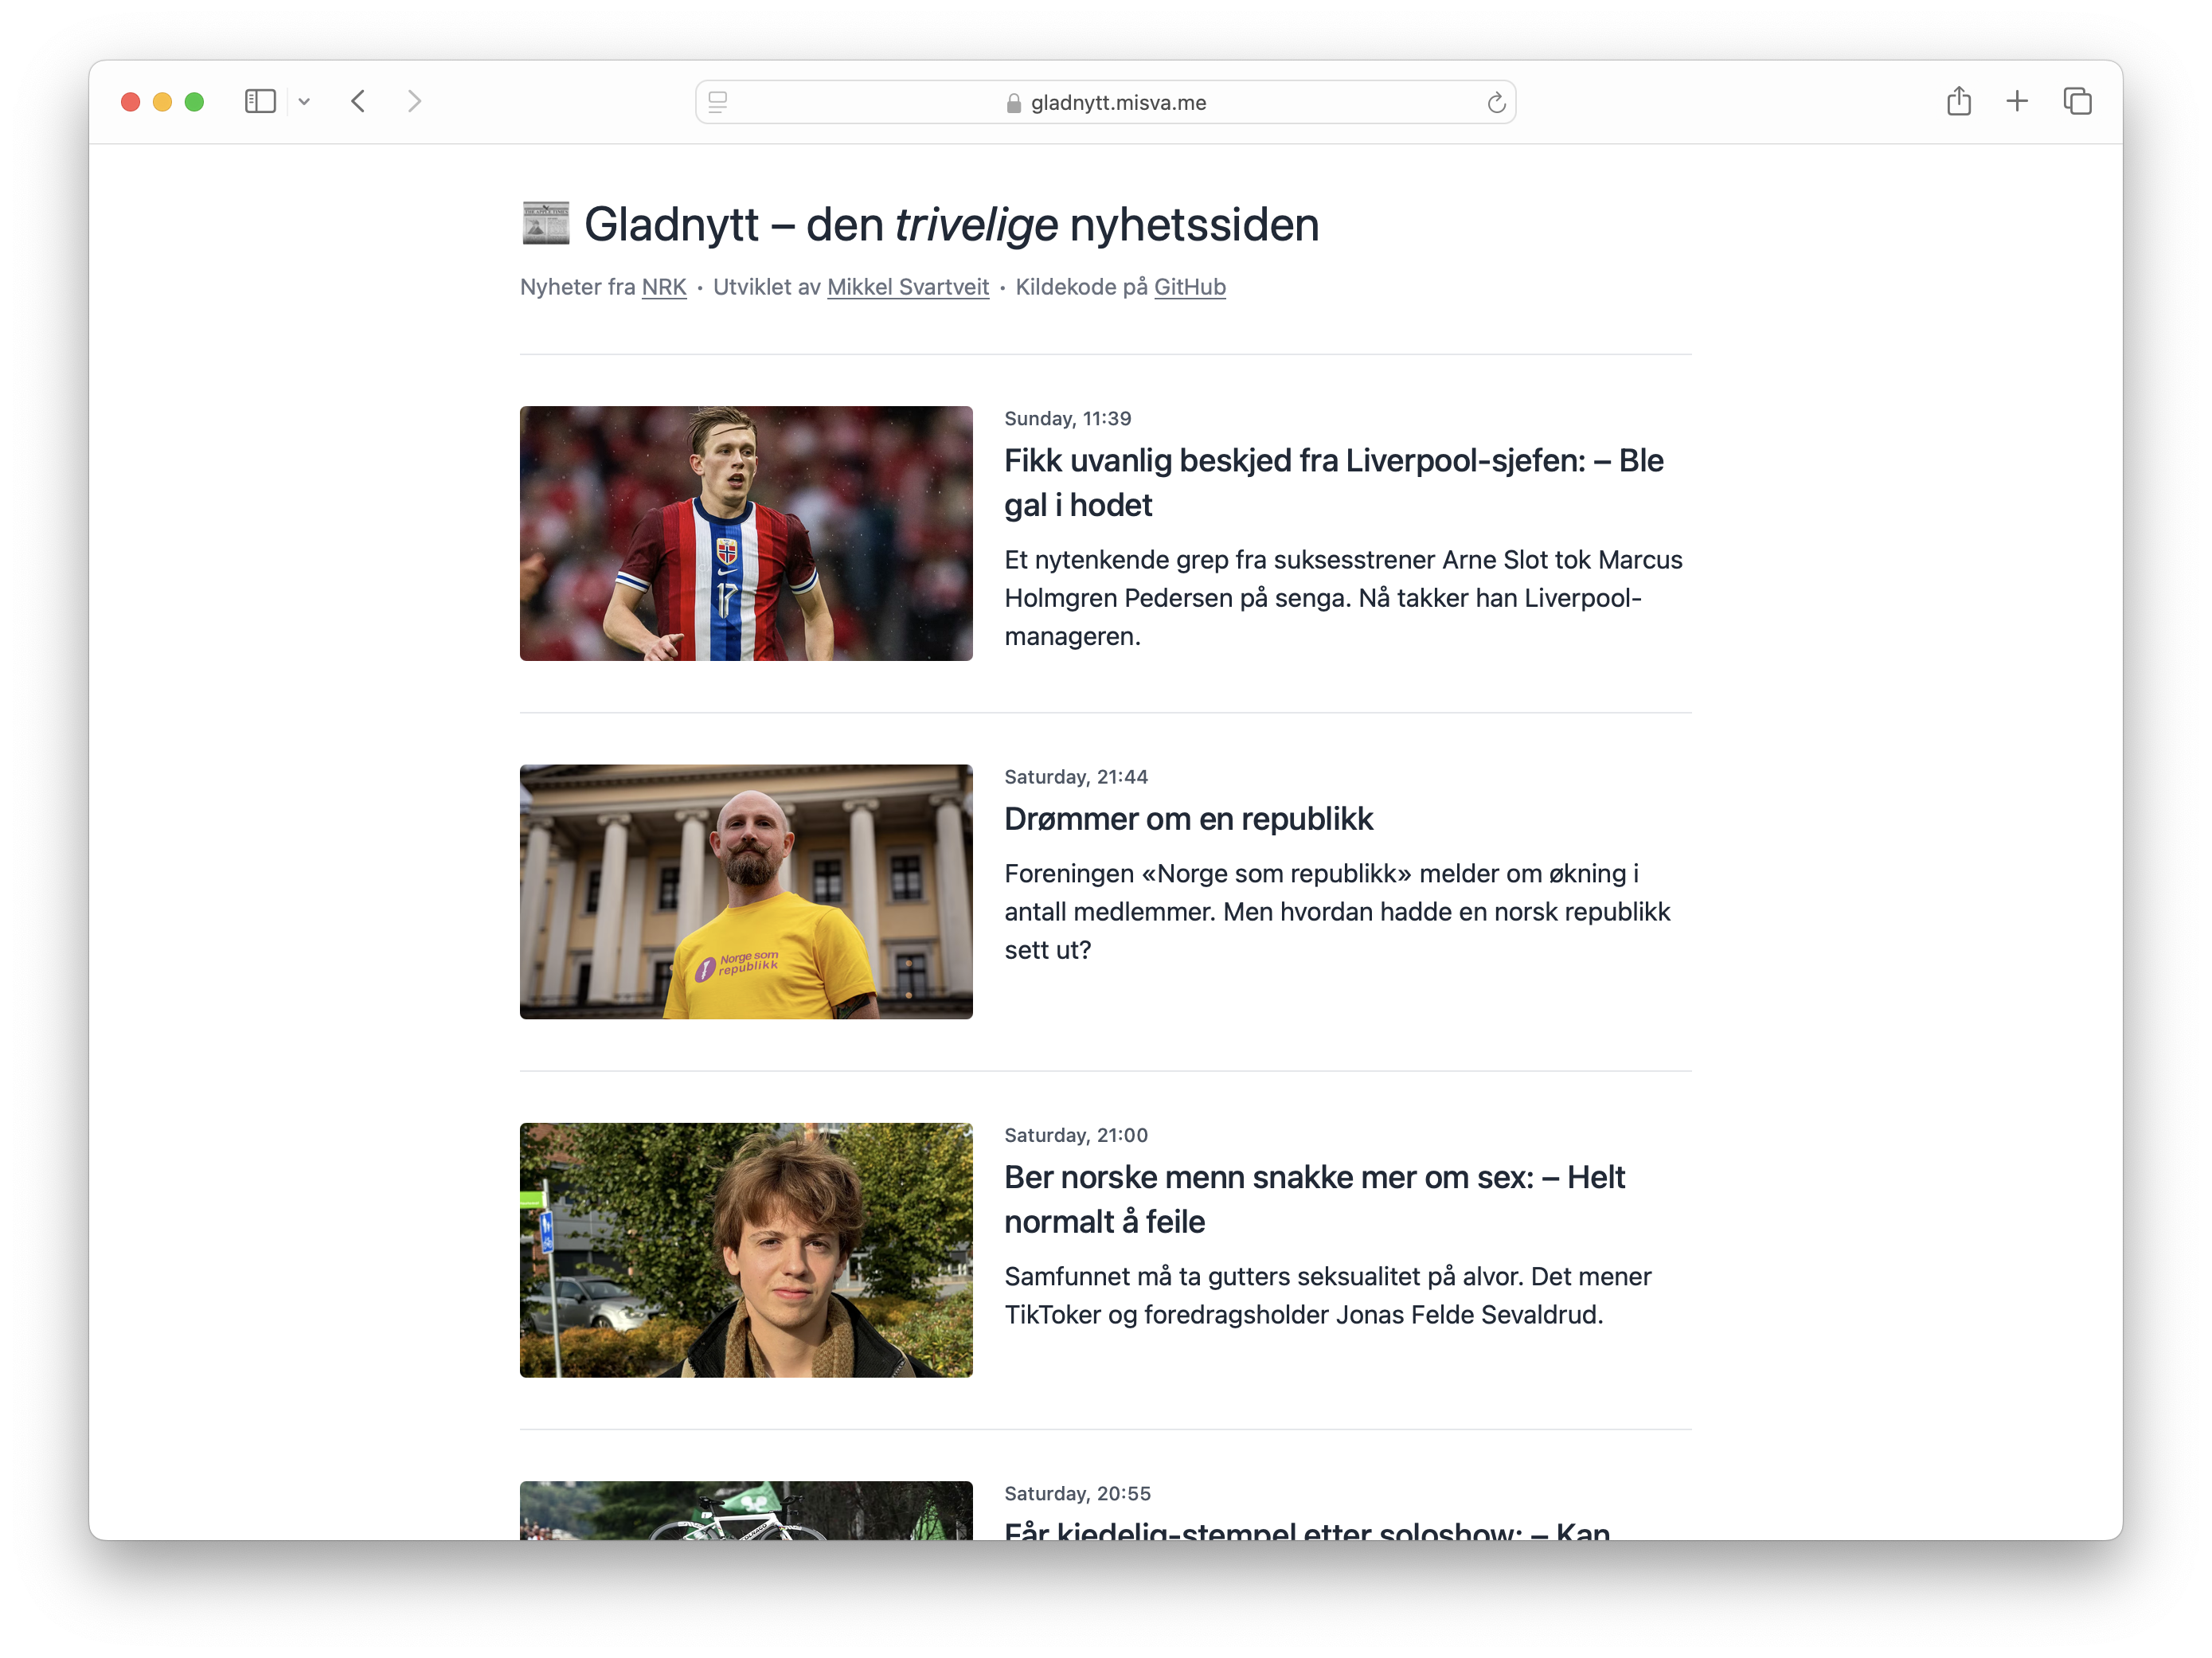 gladnytt.misva.me
Gladnytt – den trivelige nyhetssiden
Nyheter fra NRK • Utviklet av Mikkel Svartveit • Kildekode på GitHub
Sunday, 11:39
Fikk uvanlig beskjed fra Liverpool-sjefen: – Ble
gal i hodet
Et nytenkende grep fra suksesstrener Arne Slot tok Marcus
Holmgren Pedersen på senga. Nå takker han Liverpool-
manageren.
17
Saturday, 21:44
Drømmer om en republikk
Foreningen «Norge som republikk» melder om økning i
antall medlemmer. Men hvordan hadde en norsk republikk
sett ut?
Norge som
republikk
Saturday, 21:00
Ber norske menn snakke mer om sex: – Helt
normalt å feile
Samfunnet må ta gutters seksualitet på alvor. Det mener
TikToker og foredragsholder Jonas Felde Sevaldrud.
Saturday, 20:55
Får kjedelig-stempel etter soloshow: – Kan